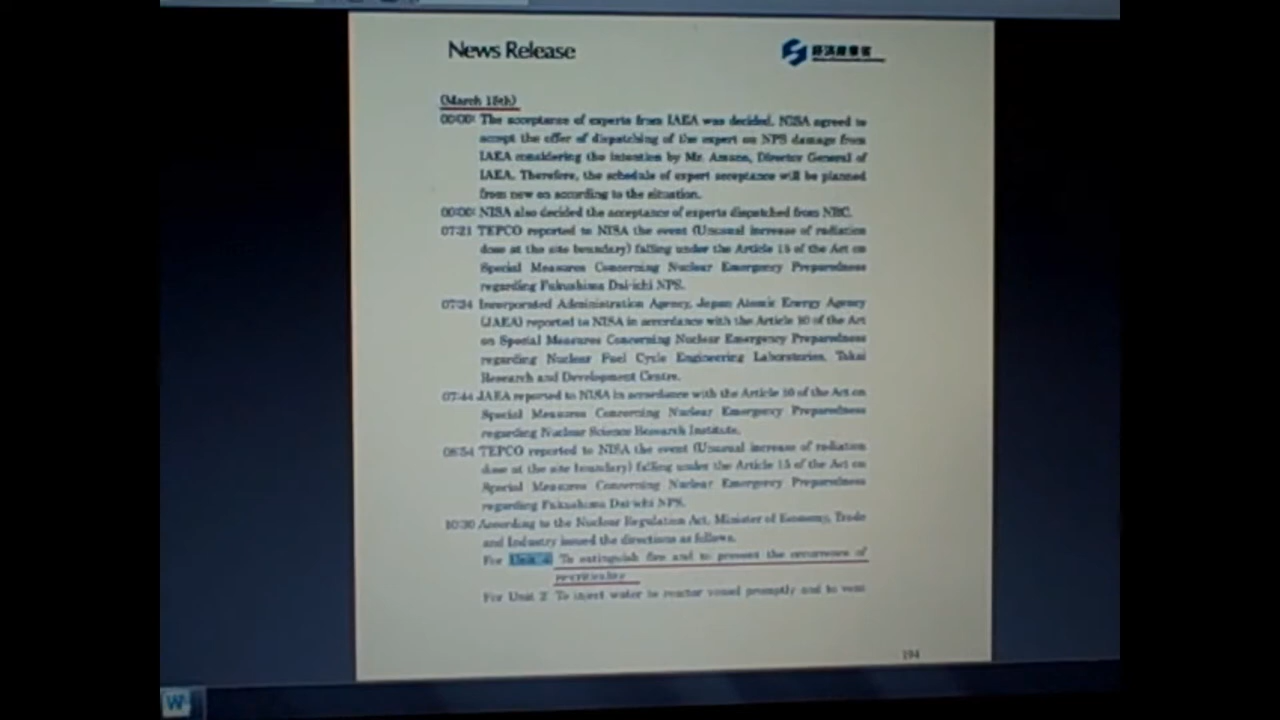 News Release
経済産業省
(March 15th)
00:00: The acceptance of experts from IAEA was decided. NISA agreed to
accept the offer of dispatching of the expert on NPS damage from
IAEA considering the intention by Mr. Amano, Director General of
IAEA. Therefore, the schedule of expert acceptance will be planned
from now on according to the situation.
00:00: NISA also decided the acceptance of experts dispatched from NRC.
07:21 TEPCO reported to NISA the event (Unusual increase of radiation
dose at the site boundary) falling under the Article 15 of the Act on
Special Measures Concerning Nuclear Emergency Preparedness
regarding Fukushima Dai-ichi NPS.
07:24 Incorporated Administration Agency, Japan Atomic Energy Agency
(JAEA) reported to NISA in accordance with the Article 10 of the Act
on Special Measures Concerning Nuclear Emergency Preparedness
regarding Nuclear Fuel Cycle Engineering Laboratories, Tokai
Research and Development Centre.
07:44 JAEA reported to NISA in accordance with the Article 10 of the Act on
Special Measures Concerning Nuclear Emergency Preparedness
regarding Nuclear Science Research Institute.
08:54 TEPCO reported to NISA the event (Unusual increase of radiation
dose at the site boundary) falling under the Article 15 of the Act on
Special Measures Concerning Nuclear Emergency Preparedness
regarding Fukushima Dai-ichi NPS.
10:30 According to the Nuclear Regulation Act, Minister of Economy, Trade
and Industry issued the directions as follows.
For Unit 4: To extinguish fire and to prevent the occurrence of
re-criticality
For Unit 2: To inject water to reactor vessel promptly and to vent
194
W